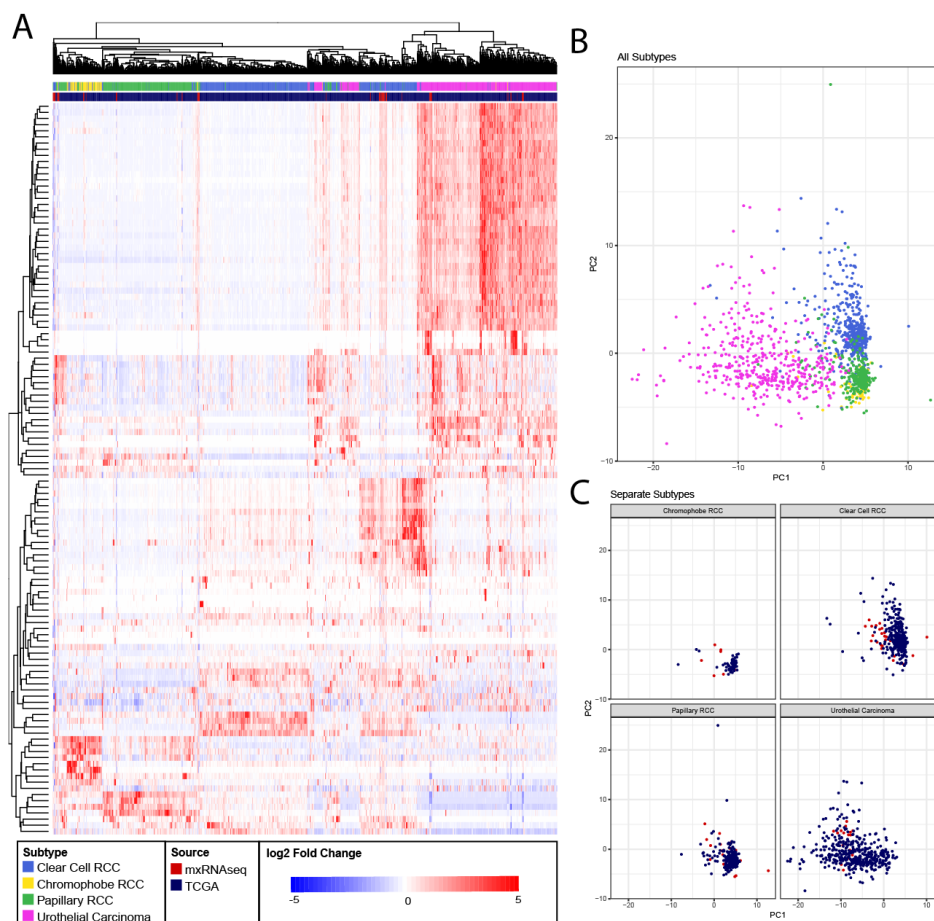 A
B
All Subtypes
20
10
0
−10
PC2
−20
−10
0
10
PC1
C
Separate Subtypes
Chromophobe RCC
Clear Cell RCC
20
10
0
−10
Papillary RCC
Urothelial Carcinoma
20
10
0
−10
PC2
−20
−10
0
10
−20
−10
0
10
PC1
Subtype
Clear Cell RCC
Chromophobe RCC
Papillary RCC
Urothelial Carcinoma
Source
mxRNAseq
TCGA
log2 Fold Change
-5
0
5